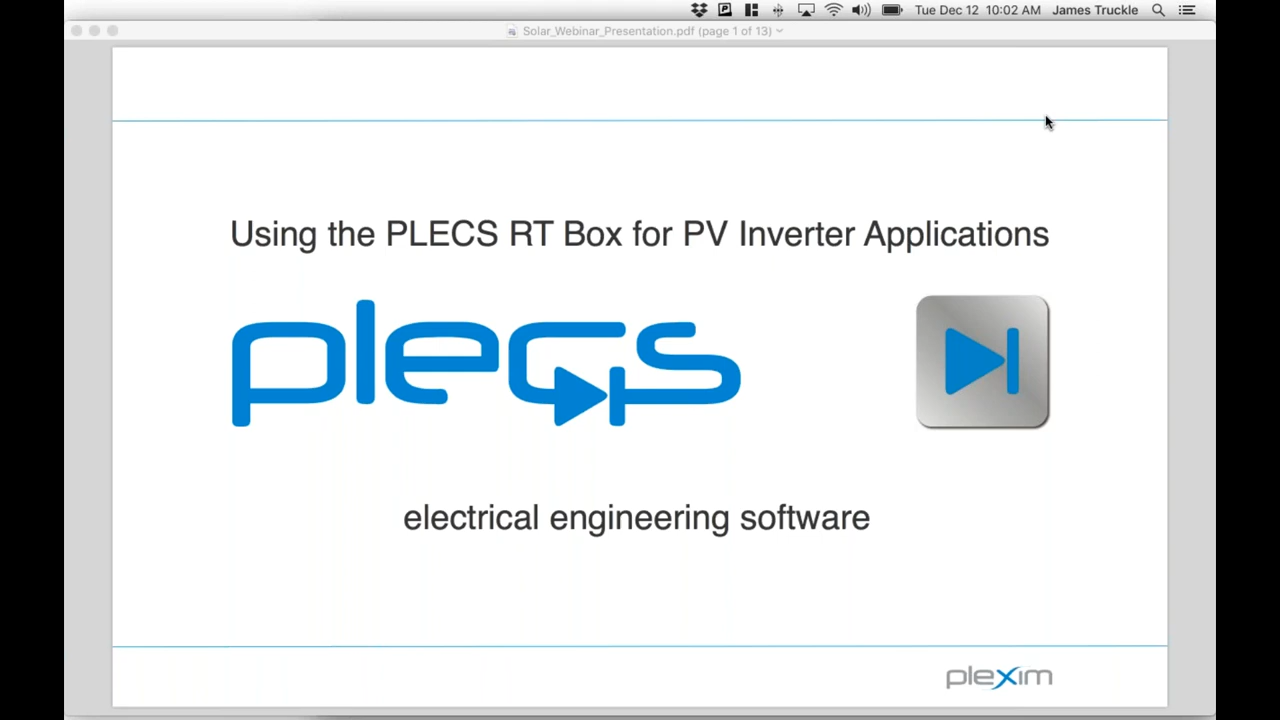 Tue Dec 12 10:02 AM James Truckle
Solar_Webinar_Presentation.pdf (page 1 of 13)
Using the PLECS RT Box for PV Inverter Applications
plecs
electrical engineering software
plexim